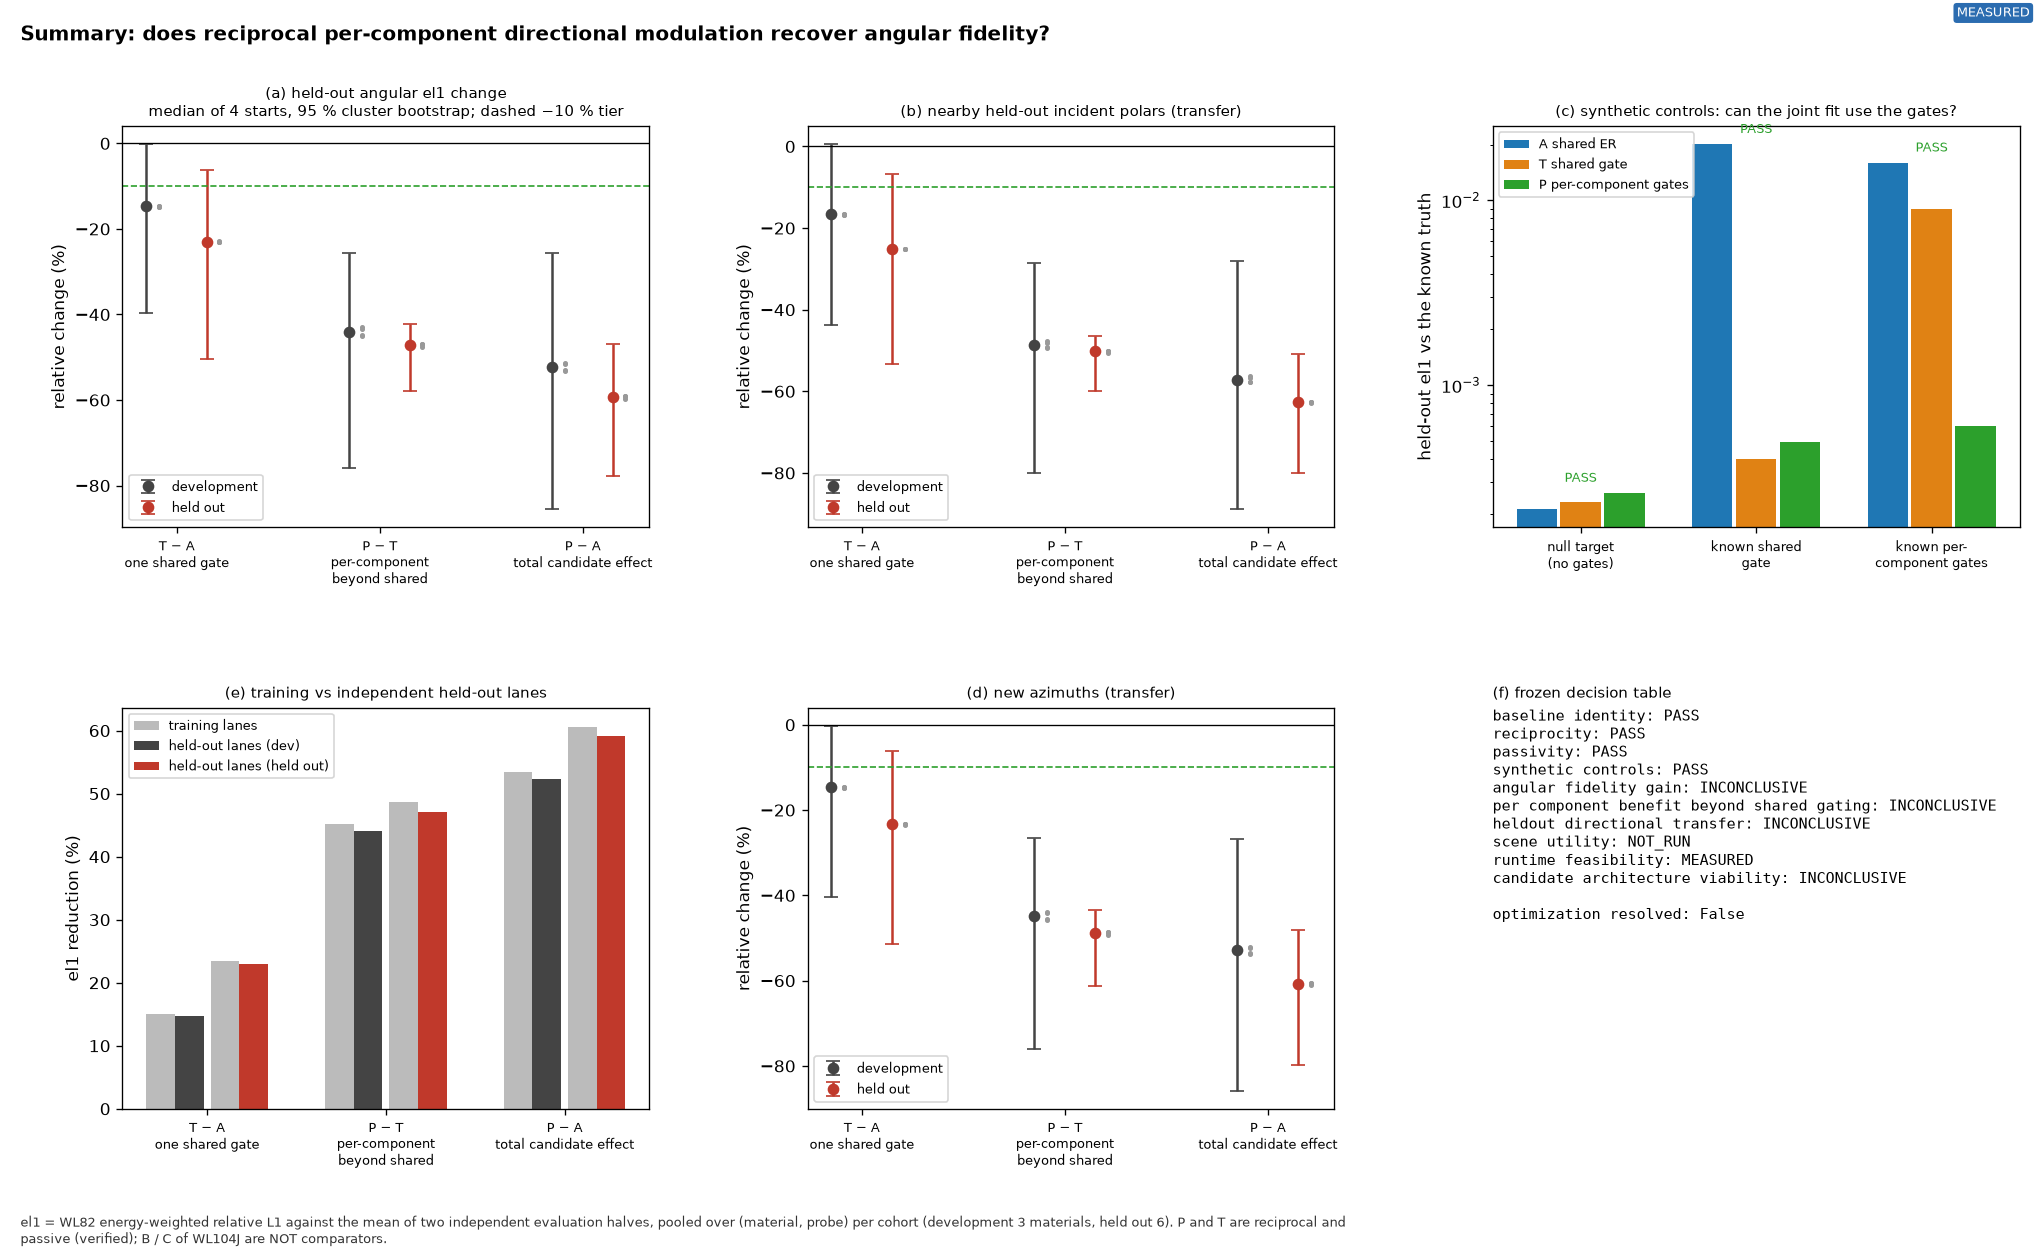 MEASURED
Summary: does reciprocal per-component directional modulation recover angular fidelity?
(a) held-out angular el1 change
median of 4 starts, 95 % cluster bootstrap; dashed −10 % tier
relative change (%)
0
−20
−40
−60
−80
development
held out
T − A
one shared gate
P − T
per-component
beyond shared
P − A
total candidate effect
(b) nearby held-out incident polars (transfer)
relative change (%)
0
−20
−40
−60
−80
development
held out
T − A
one shared gate
P − T
per-component
beyond shared
P − A
total candidate effect
(c) synthetic controls: can the joint fit use the gates?
held-out el1 vs the known truth
10−2
10−3
A shared ER
T shared gate
P per-component gates
PASS
PASS
PASS
null target
(no gates)
known shared
gate
known per-
component gates
(e) training vs independent held-out lanes
el1 reduction (%)
60
50
40
30
20
10
0
training lanes
held-out lanes (dev)
held-out lanes (held out)
T − A
one shared gate
P − T
per-component
beyond shared
P − A
total candidate effect
(d) new azimuths (transfer)
relative change (%)
0
−20
−40
−60
−80
development
held out
T − A
one shared gate
P − T
per-component
beyond shared
P − A
total candidate effect
(f) frozen decision table
baseline identity: PASS
reciprocity: PASS
passivity: PASS
synthetic controls: PASS
angular fidelity gain: INCONCLUSIVE
per component benefit beyond shared gating: INCONCLUSIVE
heldout directional transfer: INCONCLUSIVE
scene utility: NOT_RUN
runtime feasibility: MEASURED
candidate architecture viability: INCONCLUSIVE
optimization resolved: False
el1 = WL82 energy-weighted relative L1 against the mean of two independent evaluation halves, pooled over (material, probe) per cohort (development 3 materials, held out 6). P and T are reciprocal and
passive (verified); B / C of WL104J are NOT comparators.